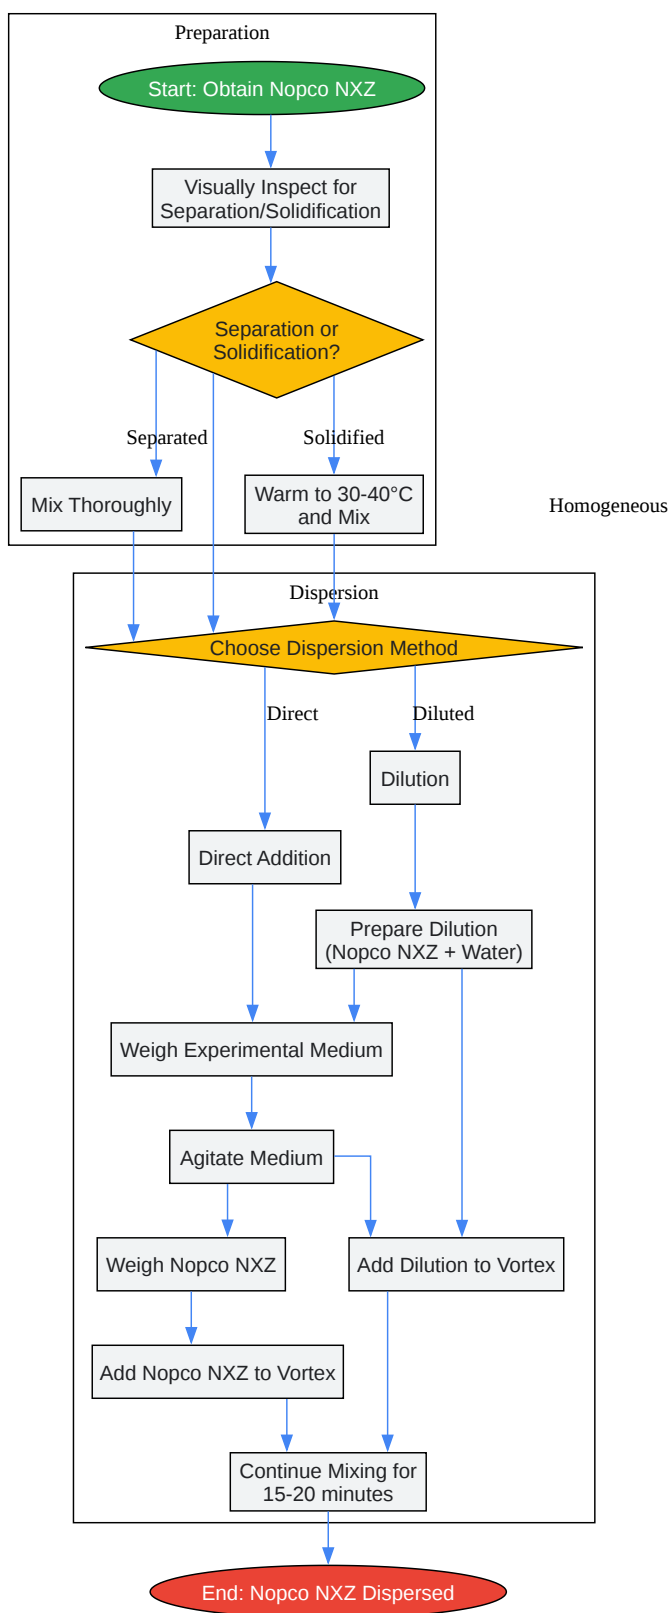 Preparation
Start: Obtain Nopco NXZ
Visually Inspect for
Separation/Solidification
Separation or
Solidification?
Separated
Solidified
Mix Thoroughly
Warm to 30-40°C
and Mix
Homogeneous
Dispersion
Choose Dispersion Method
Direct
Diluted
Dilution
Direct Addition
Prepare Dilution
(Nopco NXZ + Water)
Weigh Experimental Medium
Agitate Medium
Weigh Nopco NXZ
Add Dilution to Vortex
Add Nopco NXZ to Vortex
Continue Mixing for
15-20 minutes
End: Nopco NXZ Dispersed